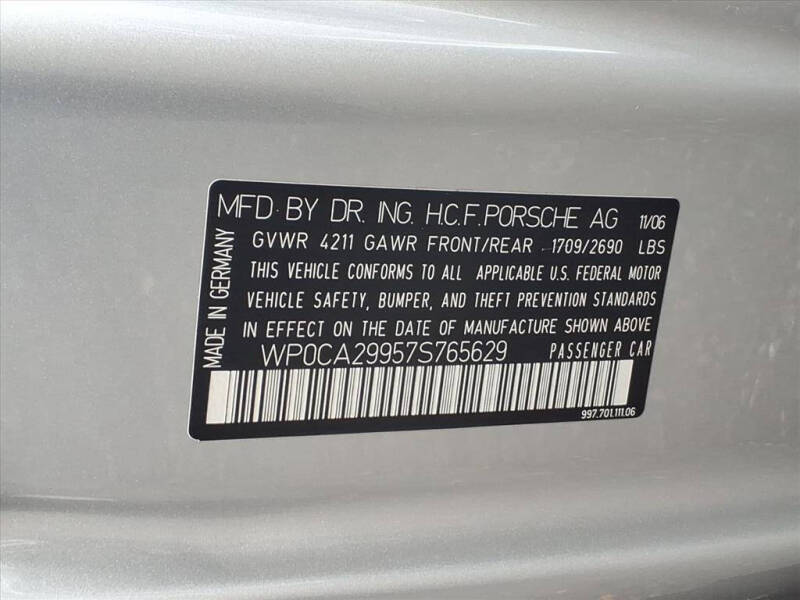 MFD BY DR. ING. H.C.F. PORSCHE AG 11/06
GVWR 4211 GAWR FRONT/REAR 1709/2690 LBS
THIS VEHICLE CONFORMS TO ALL APPLICABLE U.S. FEDERAL MOTOR
VEHICLE SAFETY, BUMPER, AND THEFT PREVENTION STANDARDS
IN EFFECT ON THE DATE OF MANUFACTURE SHOWN ABOVE
WP0CA29957S765629 PASSENGER CAR
997.701.111.06
MADE IN GERMANY